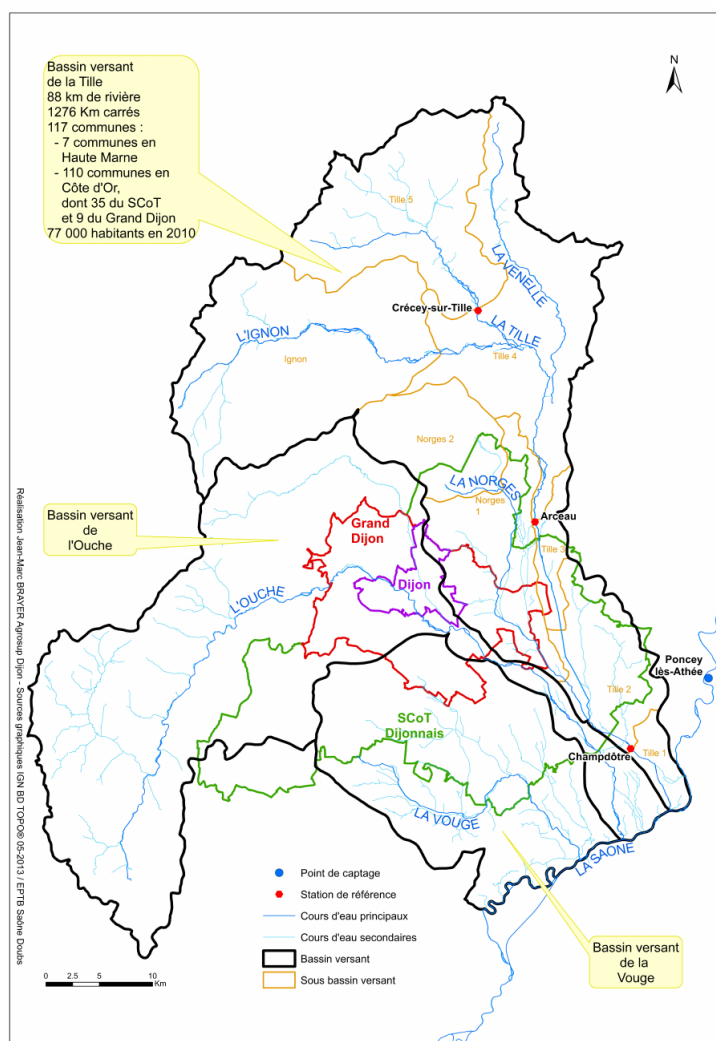 Bassin versant
de la Tille
88 km de rivière
1276 Km carrés
117 communes :
- 7 communes en
Haute Marne
- 110 communes en
Côte d'Or,
dont 35 du SCoT
et 9 du Grand Dijon
77 000 habitants en 2010
N
Tille 5
LA VENELLE
Crécey-sur-Tille
LA TILLE
L'IGNON
Ignon
Tille 4
Norges 2
LA NORGES
Norges
1
Arceau
Bassin versant
de
l'Ouche
Grand
Dijon
Tille 3
Dijon
L'OUCHE
Poncey
lès-Athée
Tille 2
SCoT
Dijonnais
Champdôtre
Tille 1
LA VOUGE
LA SAONE
Point de captage
Station de référence
Cours d'eau principaux
Cours d'eau secondaires
Bassin versant
Sous bassin versant
Bassin versant
de la
Vouge
0 2.5 5 10
Km
Réalisation Jean-Marc BRAYER Agrosup Dijon - Sources graphiques IGN BD TOPO® 05-2013 / EPTB Saône Doubs